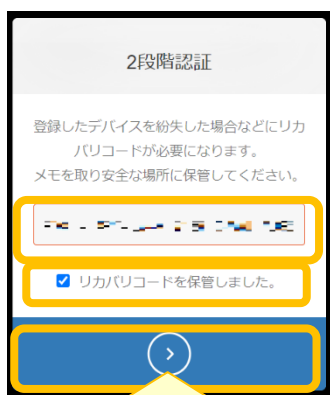 2段階認証
登録したデバイスを紛失した場合などにリカ
バリコードが必要になります。
メモを取り安全な場所に保管してください。
リカバリコードを保管しました。